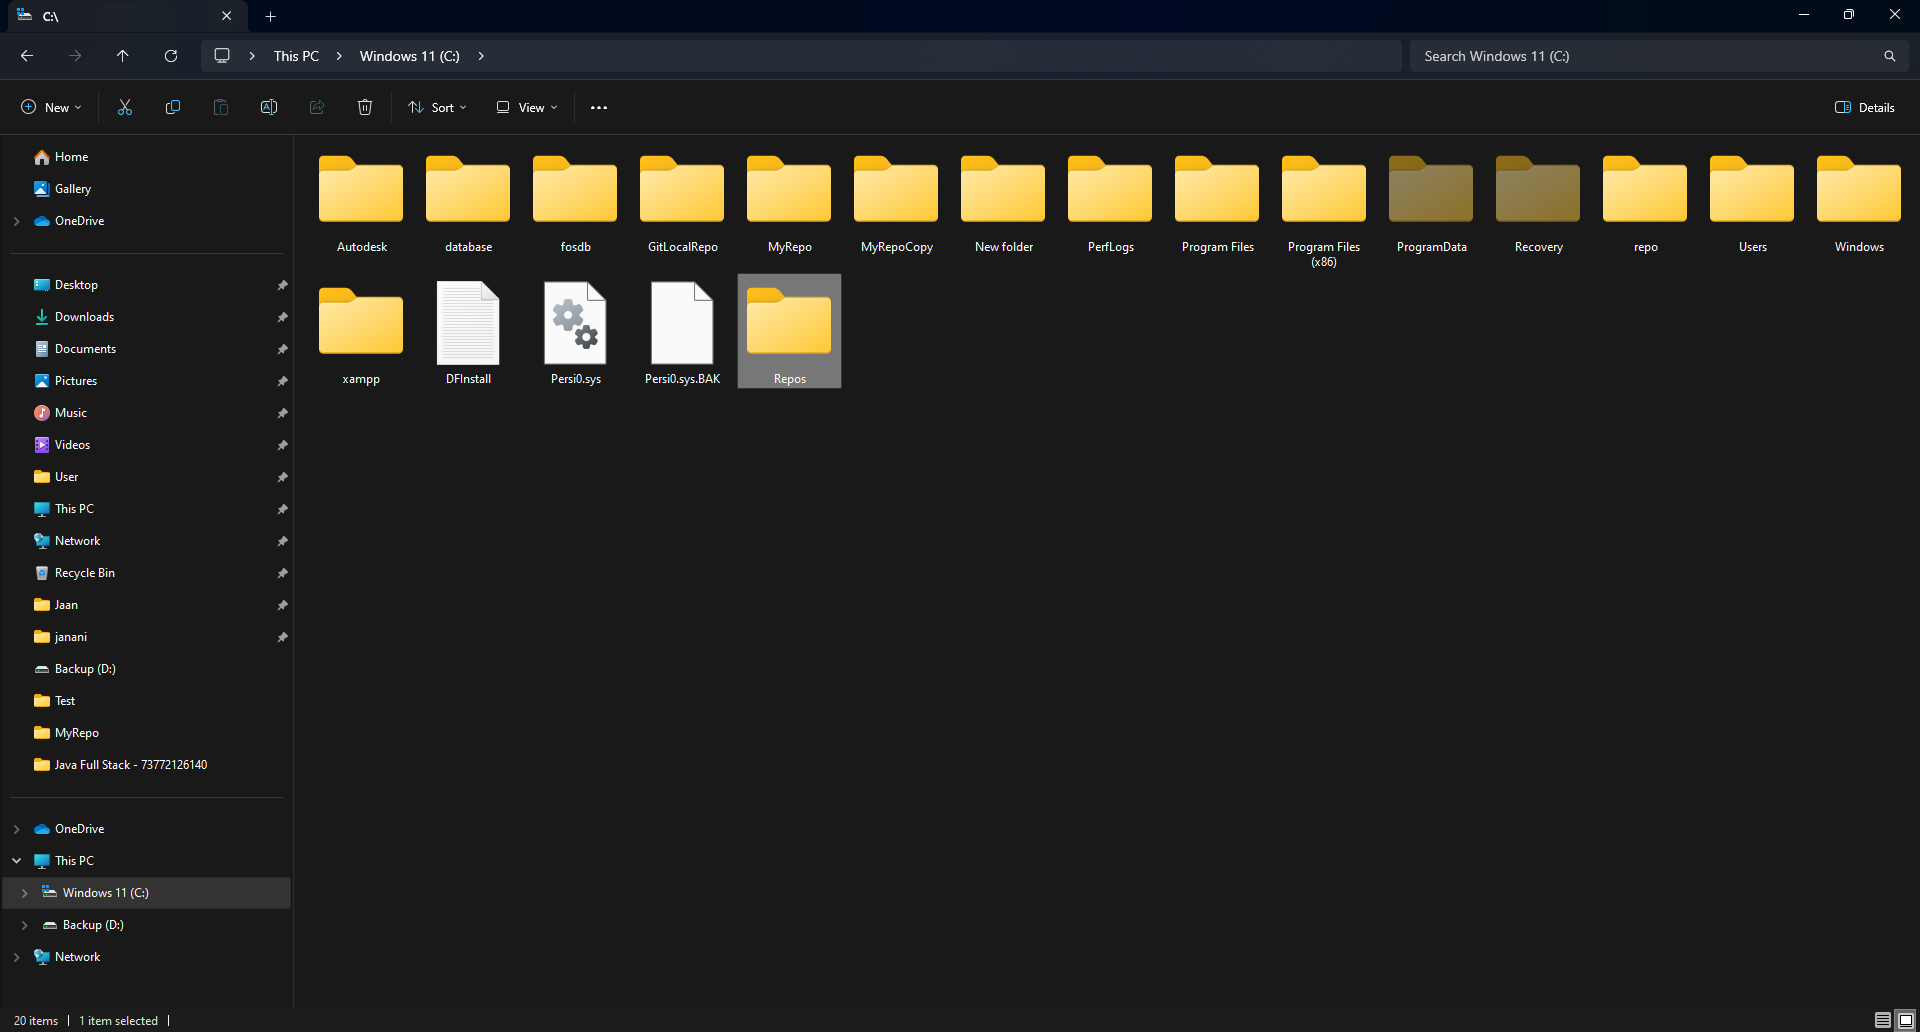 C:\
This PC
Windows 11 (C:)
Search Windows 11 (C:)
New
Sort
View
Details
Home
Gallery
OneDrive
Desktop
Downloads
Documents
Pictures
Music
Videos
User
This PC
Network
Recycle Bin
Jaan
janani
Backup (D:)
Test
MyRepo
Java Full Stack - 73772126140
OneDrive
This PC
Windows 11 (C:)
Backup (D:)
Network
Autodesk
database
fosdb
GitLocalRepo
MyRepo
MyRepoCopy
New folder
PerfLogs
Program Files
Program Files
(x86)
ProgramData
Recovery
repo
Users
Windows
xampp
DFInstall
Persi0.sys
Persi0.sys.BAK
Repos
20 items
1 item selected